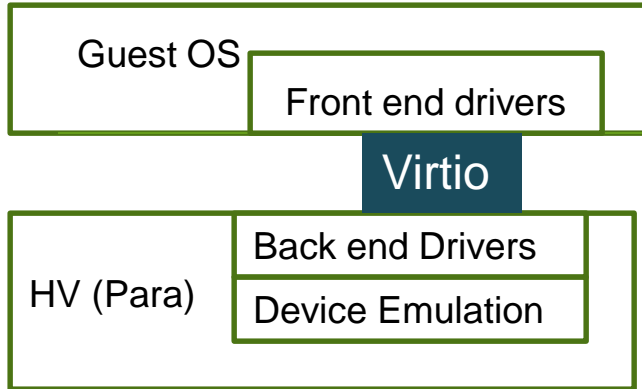 Guest OS
Front end drivers
Virtio
Back end Drivers
HV (Para)
Device Emulation